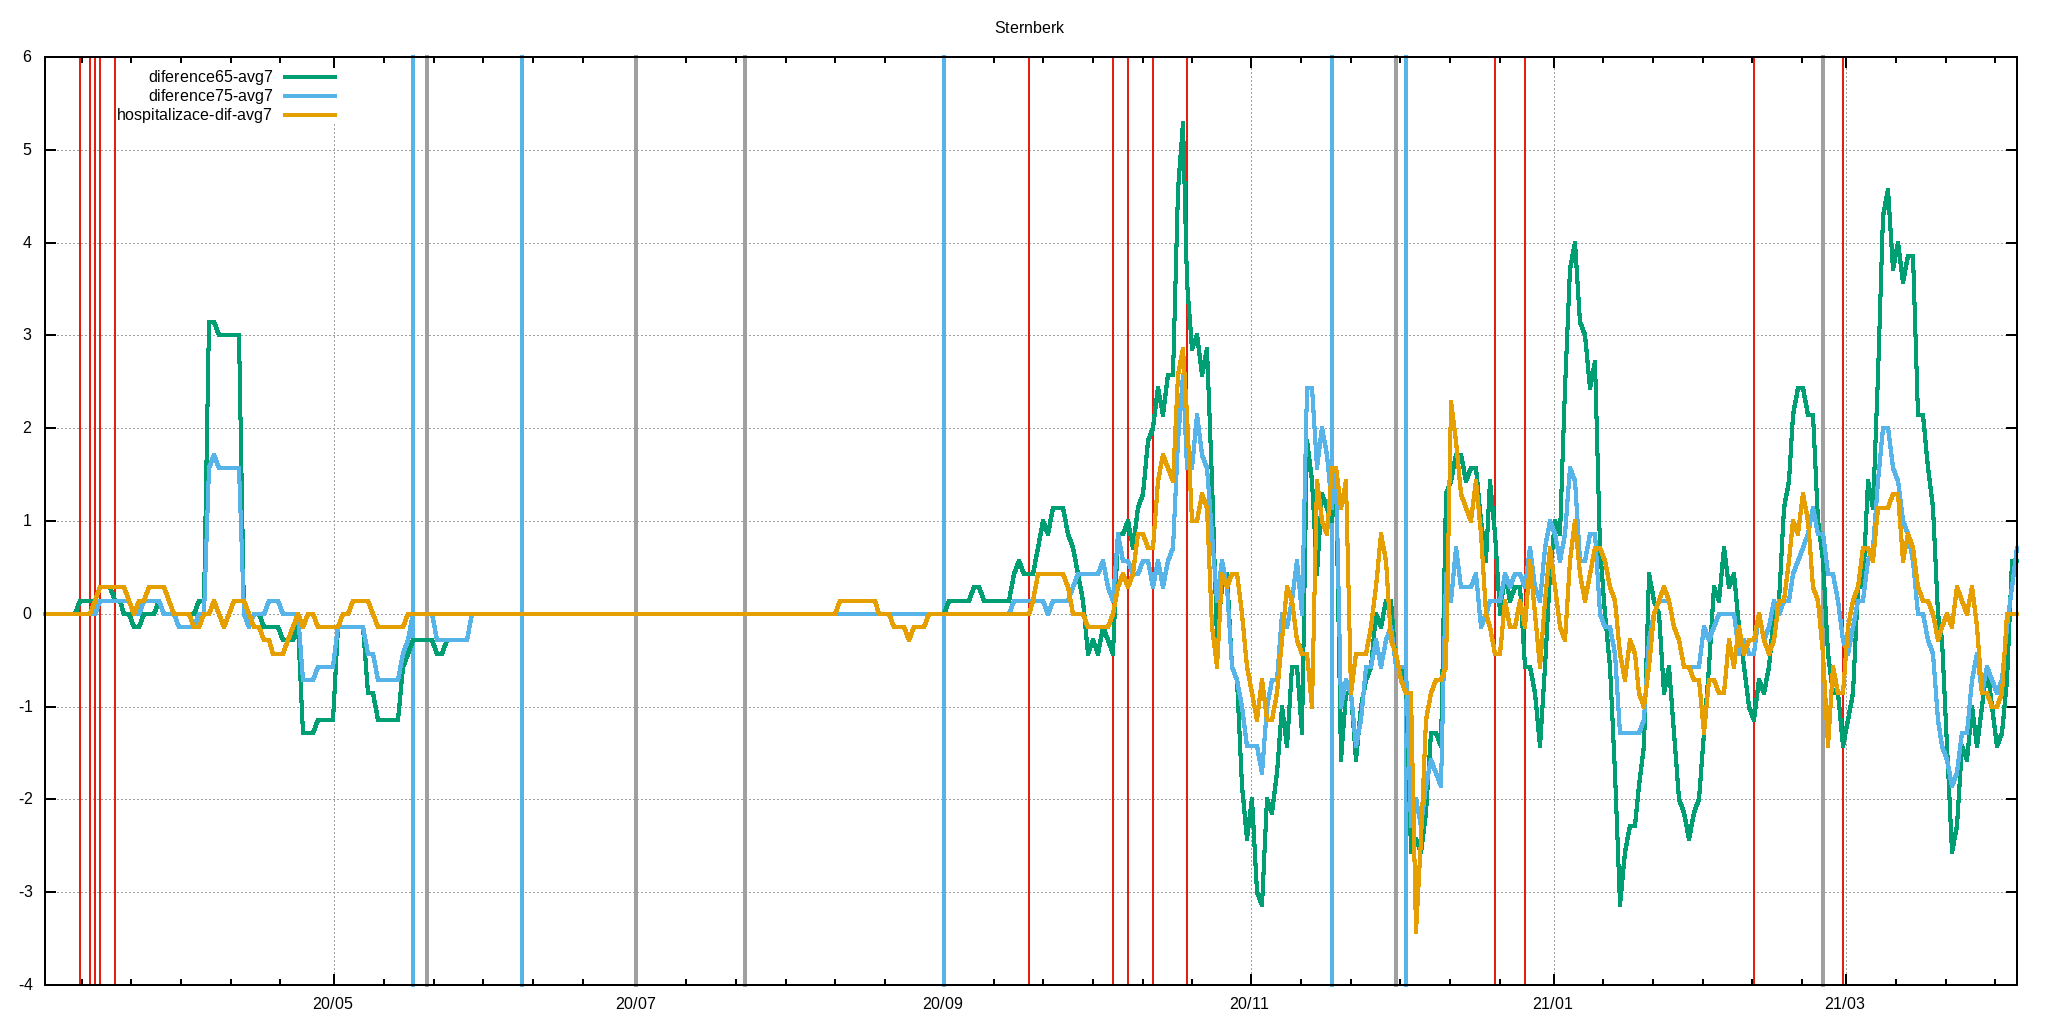 Sternberk
6
diference65-avg7
diference75-avg7
hospitalizace-dif-avg7
5
4
3
2
1
0
-1
-2
-3
-4
20/05 20/07 20/09 20/11 21/01 21/03